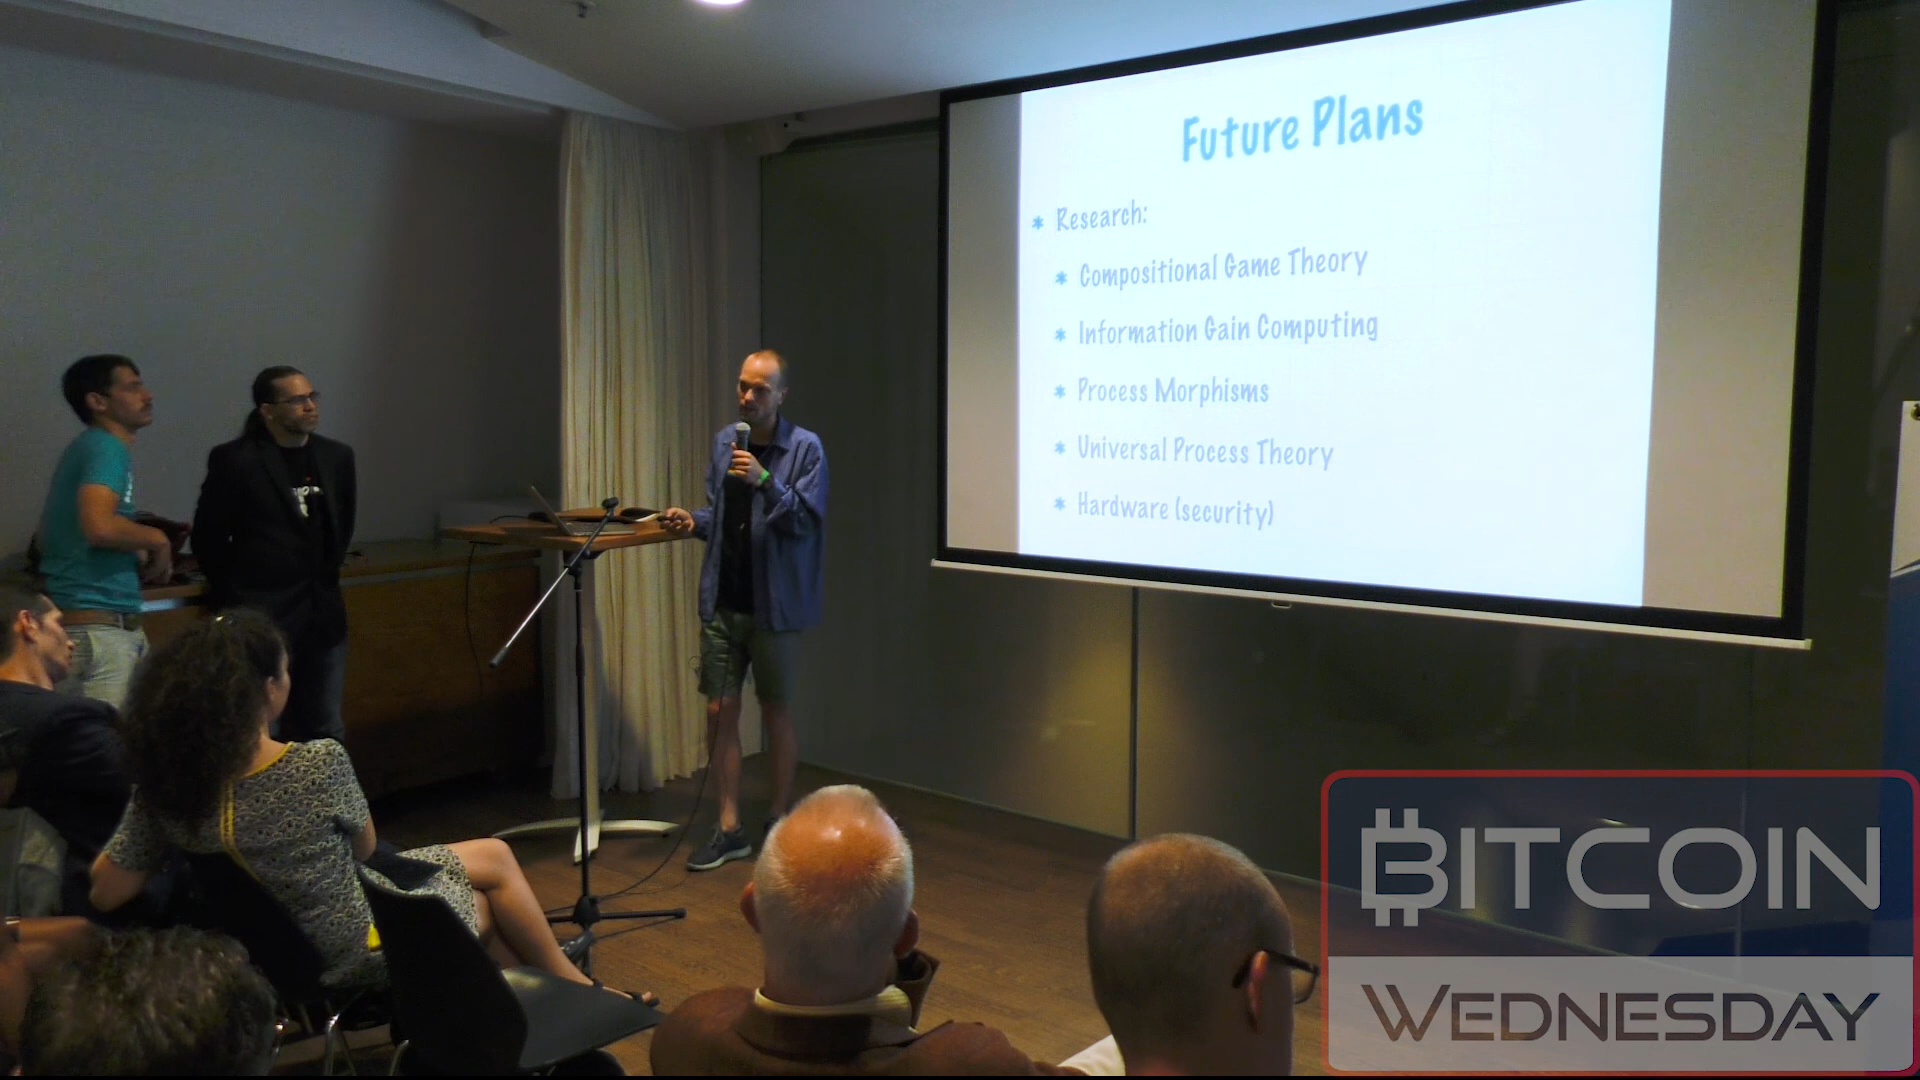 Future Plans
* Research:
* Compositional Game Theory
* Information Gain Computing
* Process Morphisms
* Universal Process Theory
* Hardware (security)
BITCOIN
WEDNESDAY